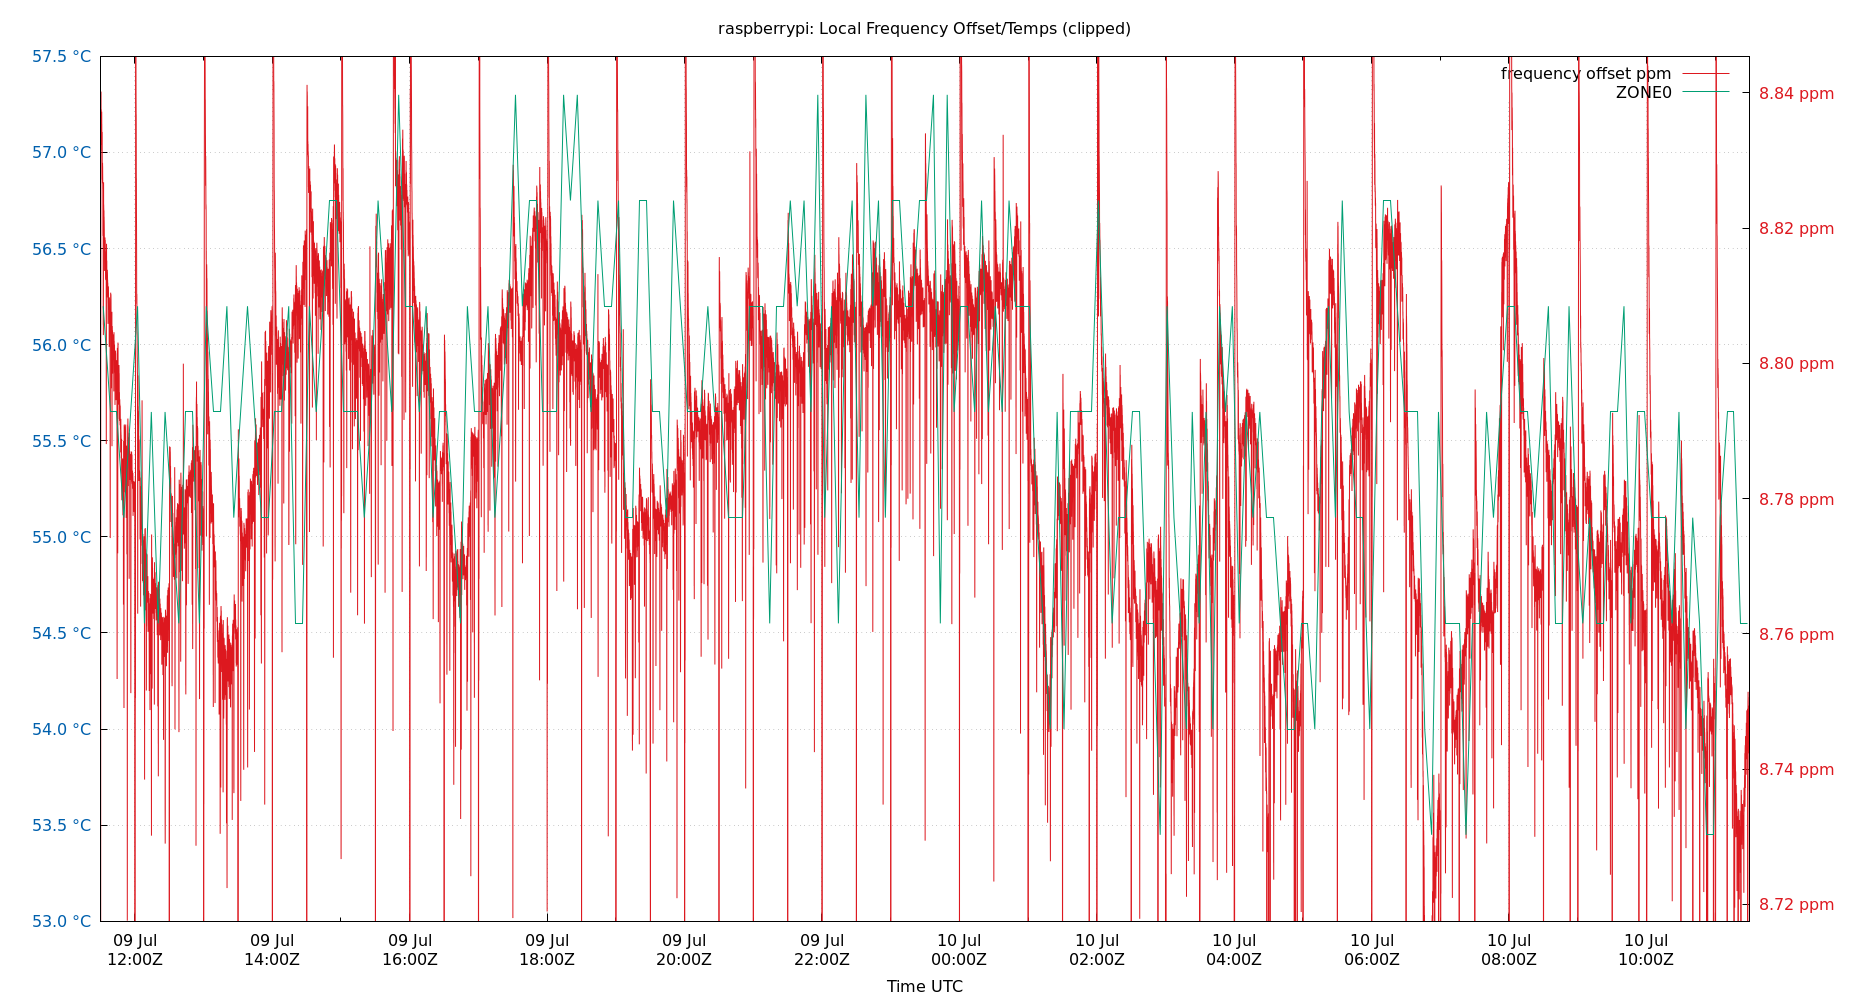 raspberrypi: Local Frequency Offset/Temps (clipped)
57.5 °C
57.0 °C
56.5 °C
56.0 °C
55.5 °C
55.0 °C
54.5 °C
54.0 °C
53.5 °C
53.0 °C
frequency offset ppm
ZONE0
8.84 ppm
8.82 ppm
8.80 ppm
8.78 ppm
8.76 ppm
8.74 ppm
8.72 ppm
09 Jul
12:00Z
09 Jul
14:00Z
09 Jul
16:00Z
09 Jul
18:00Z
09 Jul
20:00Z
09 Jul
22:00Z
10 Jul
00:00Z
10 Jul
02:00Z
10 Jul
04:00Z
10 Jul
06:00Z
10 Jul
08:00Z
10 Jul
10:00Z
Time UTC